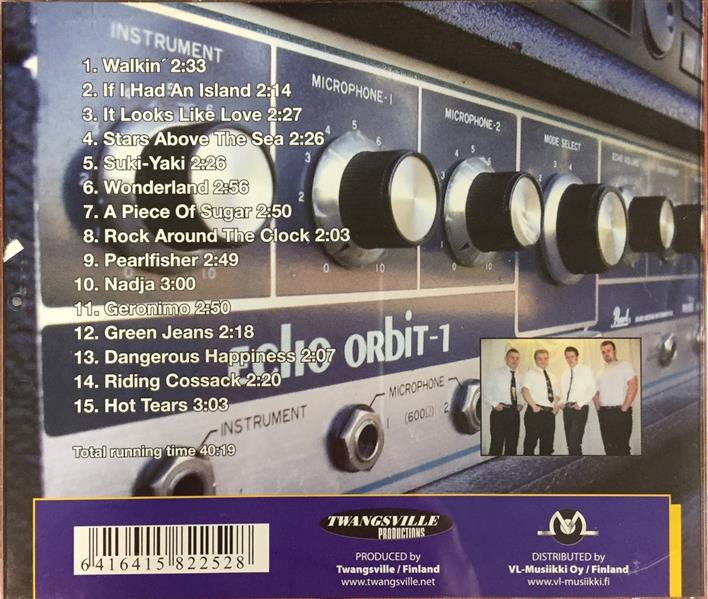 INSTRUMENT
MICROPHONE-1
MICROPHONE-2
MODE SELECT
ECHO VOLUME
1. Walkin´ 2:33
2. If I Had An Island 2:14
3. It Looks Like Love 2:27
4. Stars Above The Sea 2:26
5. Suki-Yaki 2:26
6. Wonderland 2:56
7. A Piece Of Sugar 2:50
8. Rock Around The Clock 2:03
9. Pearlfisher 2:49
10. Nadja 3:00
11. Geronimo 2:50
12. Green Jeans 2:18
13. Dangerous Happiness 2:07
14. Riding Cossack 2:20
15. Hot Tears 3:03
Total running time 40:19
Pearl
Echo ORBiT-1
INSTRUMENT
MICROPHONE
1 (600Ω) 2
6 416415 822528
TWANGSVILLE
PRODUCTIONS
PRODUCED by
Twangsville / Finland
www.twangsville.net
DISTRIBUTED by
VL-Musiikki Oy / Finland
www.vl-musiikki.fi